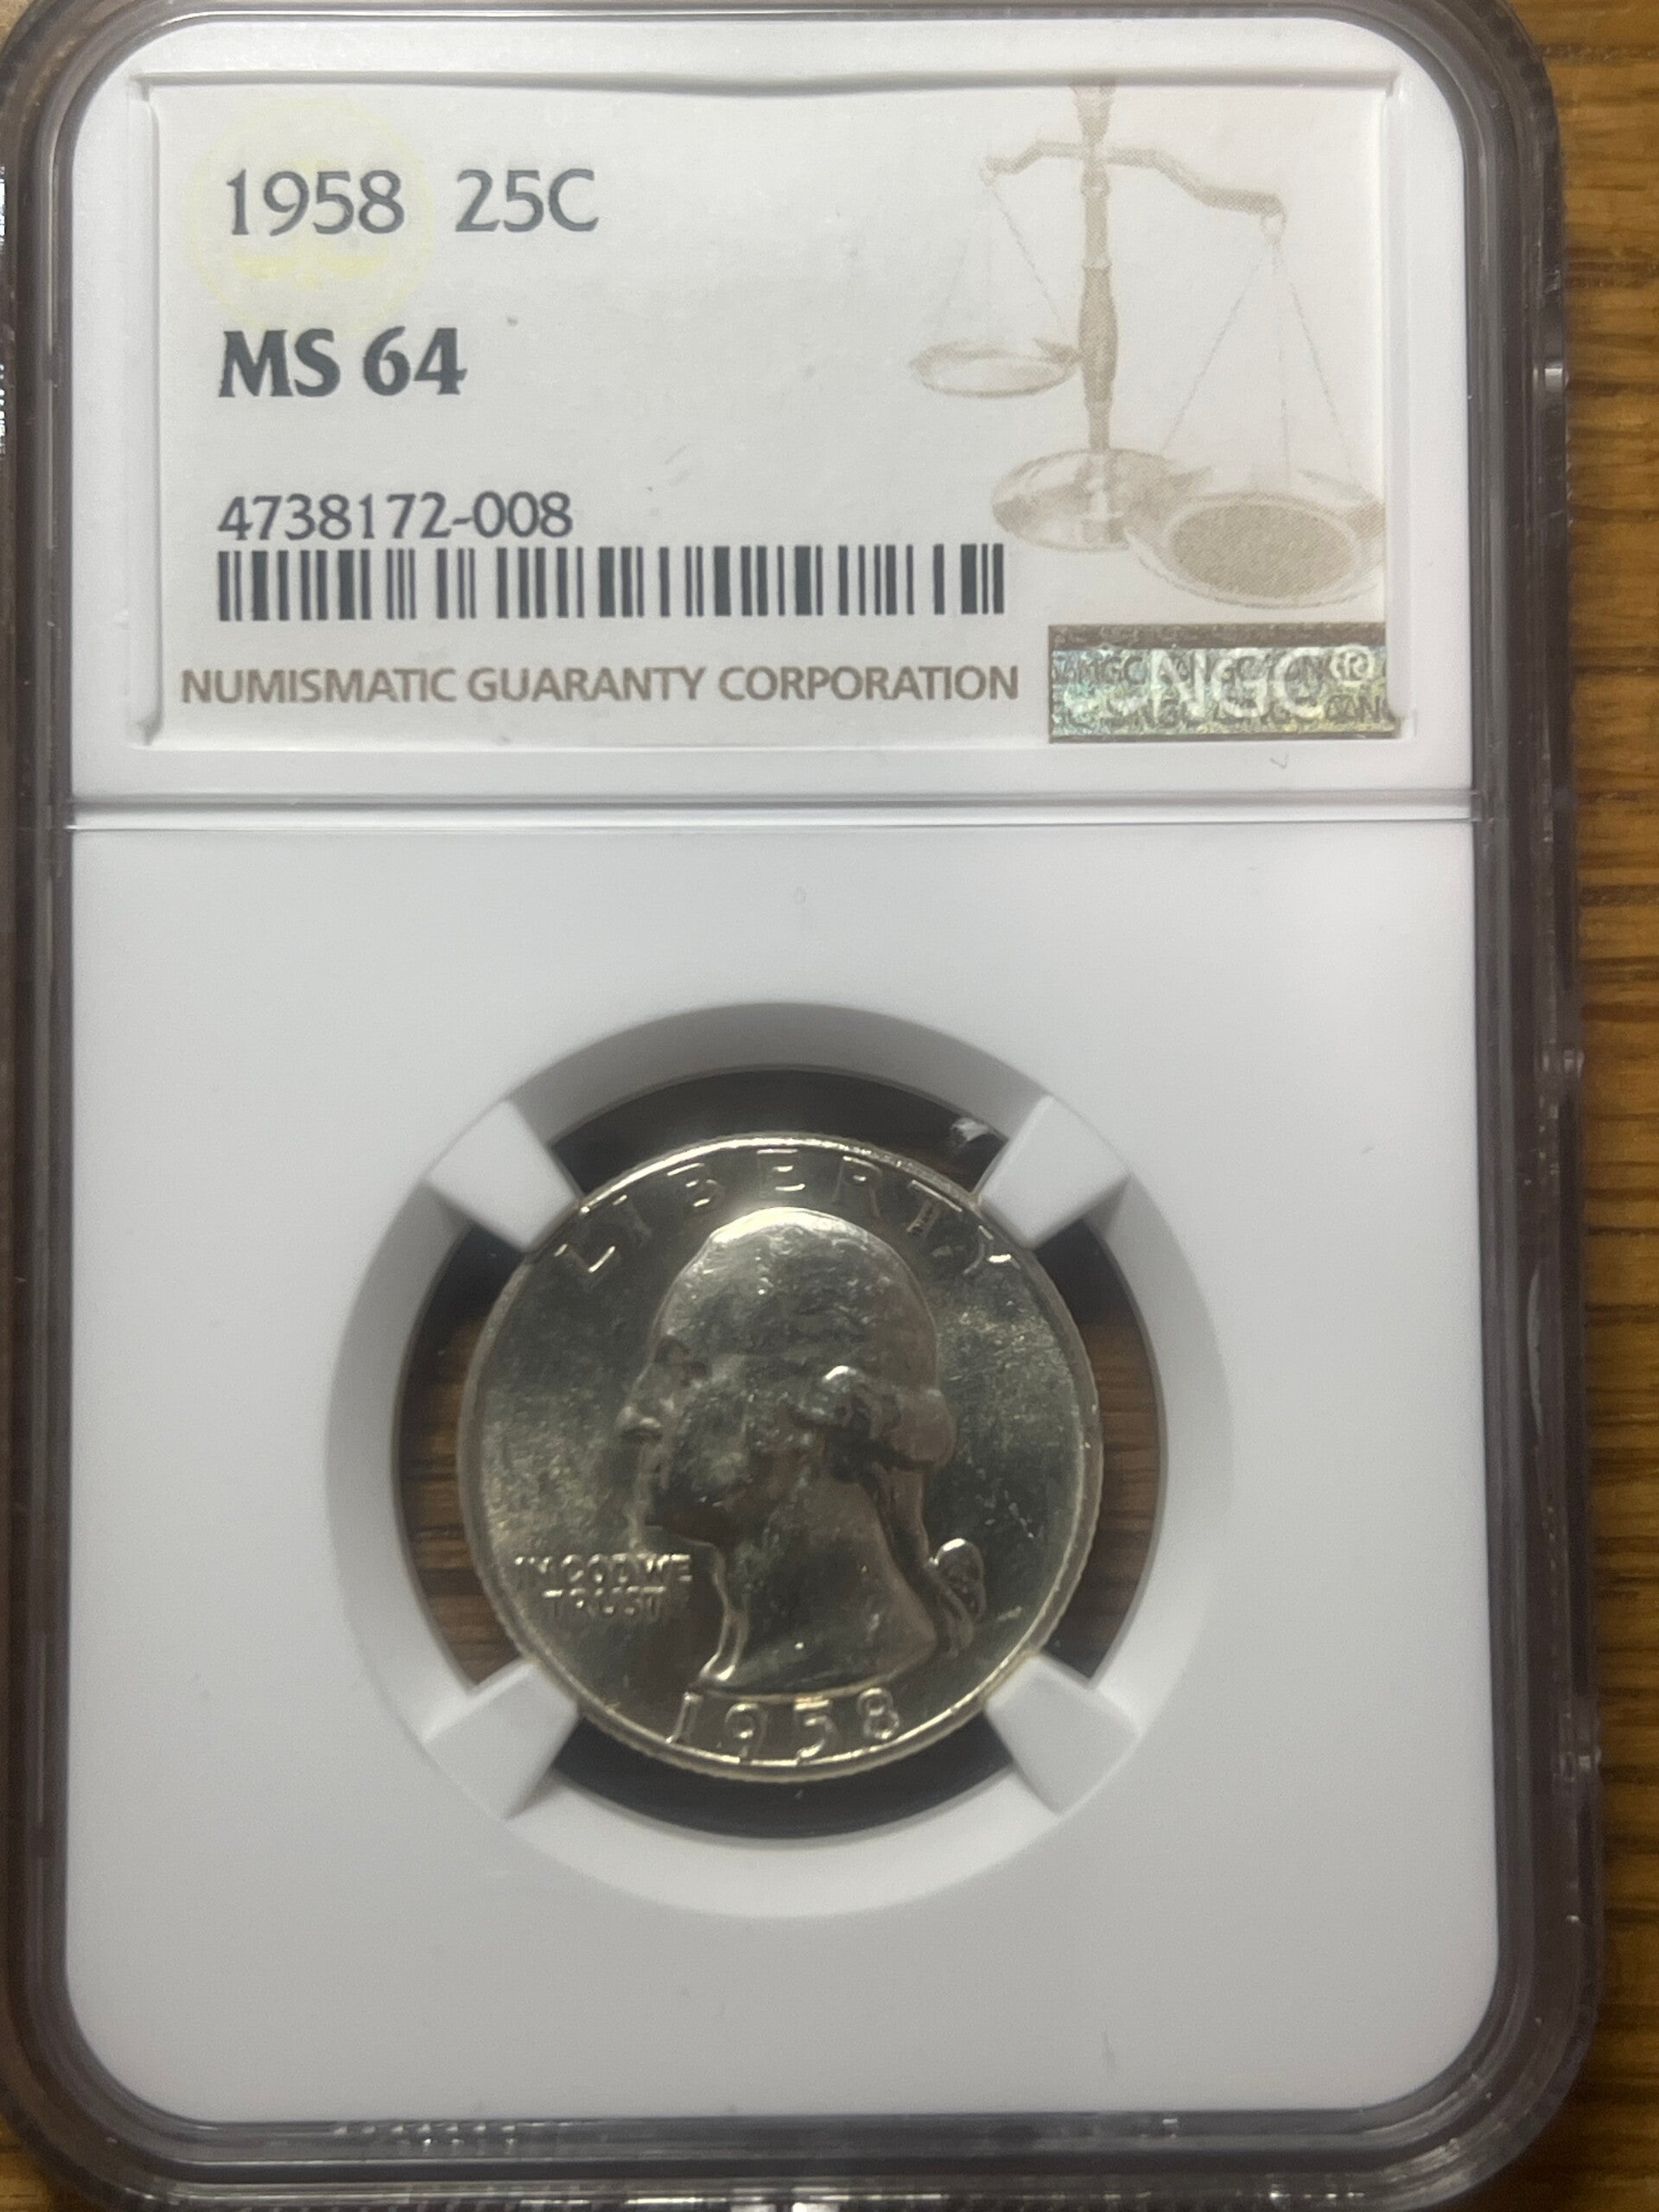 1958 25C
MS 64
4738172-008
NUMISMATIC GUARANTY CORPORATION
NGC®
LIBERTY
IN GOD WE
TRUST
1958